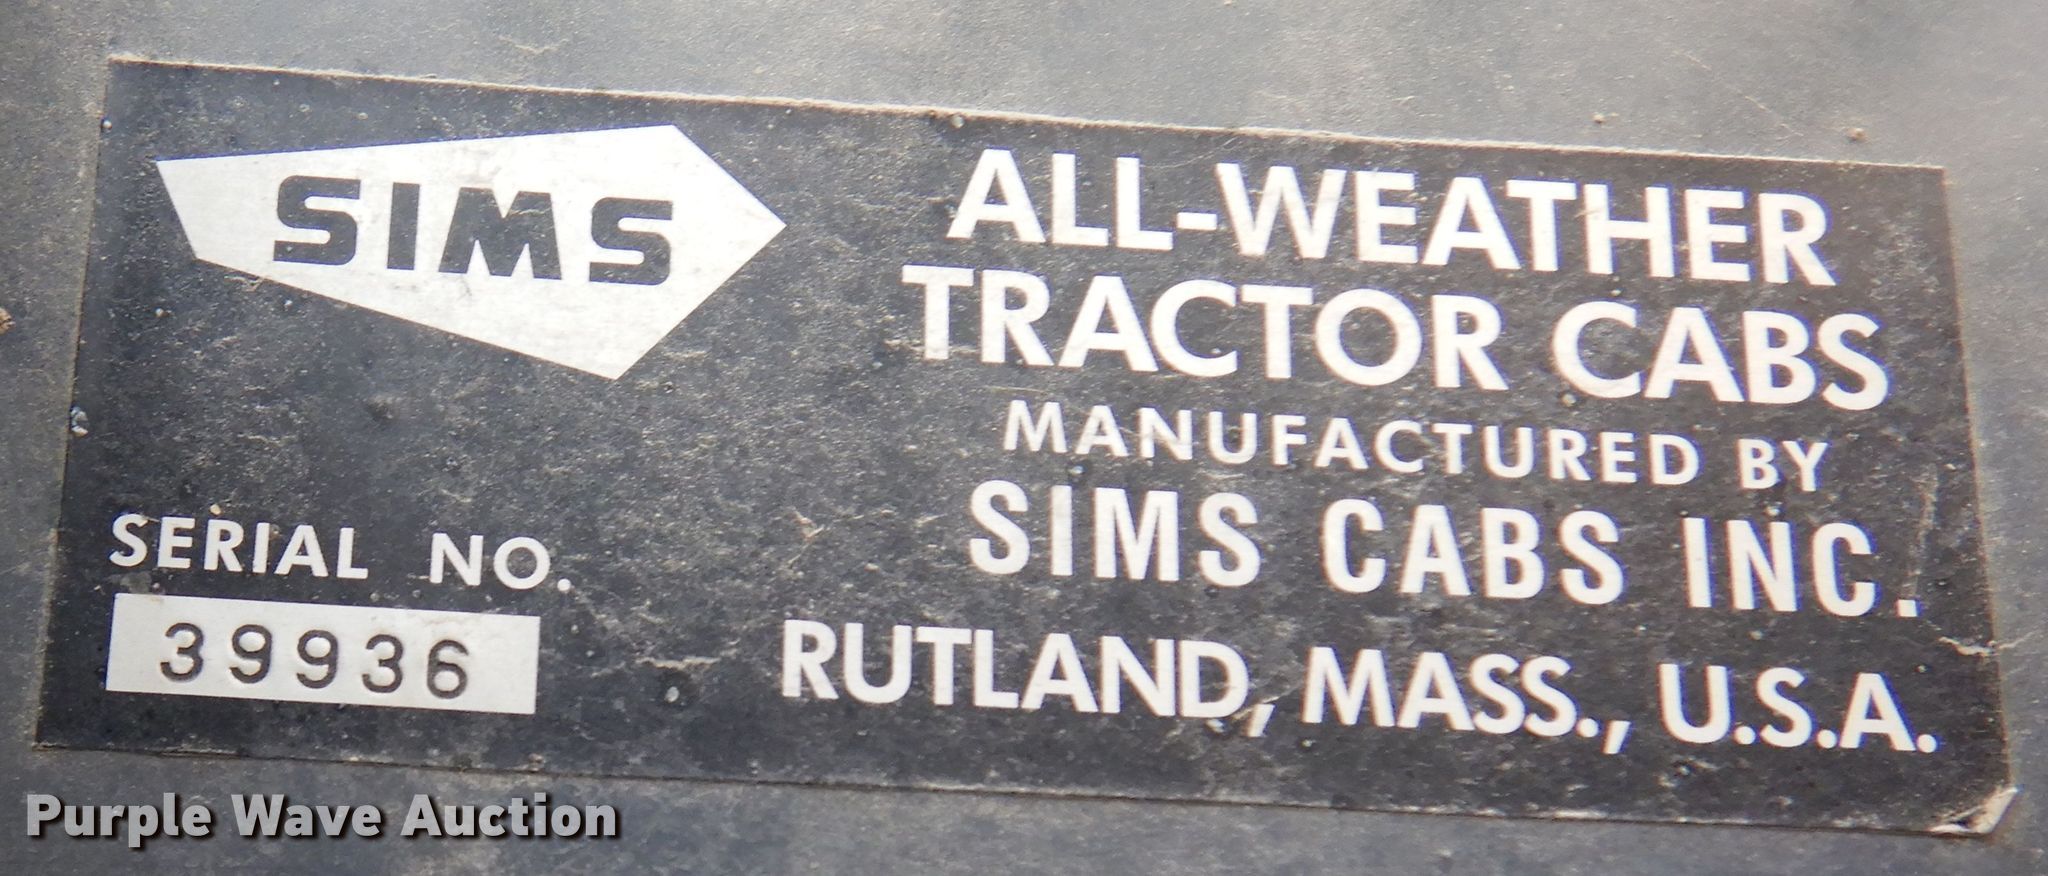 SIMS
ALL-WEATHER
TRACTOR CABS
MANUFACTURED BY
SIMS CABS INC.
RUTLAND, MASS., U.S.A.
SERIAL NO.
39936
Purple Wave Auction